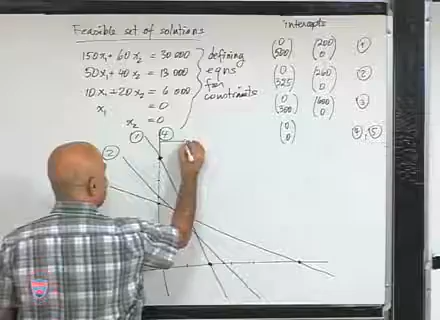 Feasible set of solutions
150x₁ + 60x₂ = 30 000
50x₁ + 40x₂ = 13 000
10x₁ + 20x₂ = 6 000
x₁ = 0
x₂ = 0
defining
eqns
for
constraints
intercepts
(0 500) (200 0) ①
(0 325) (260 0) ②
(0 300) (600 0) ③
(0 0) ④, ⑤
① ④
②